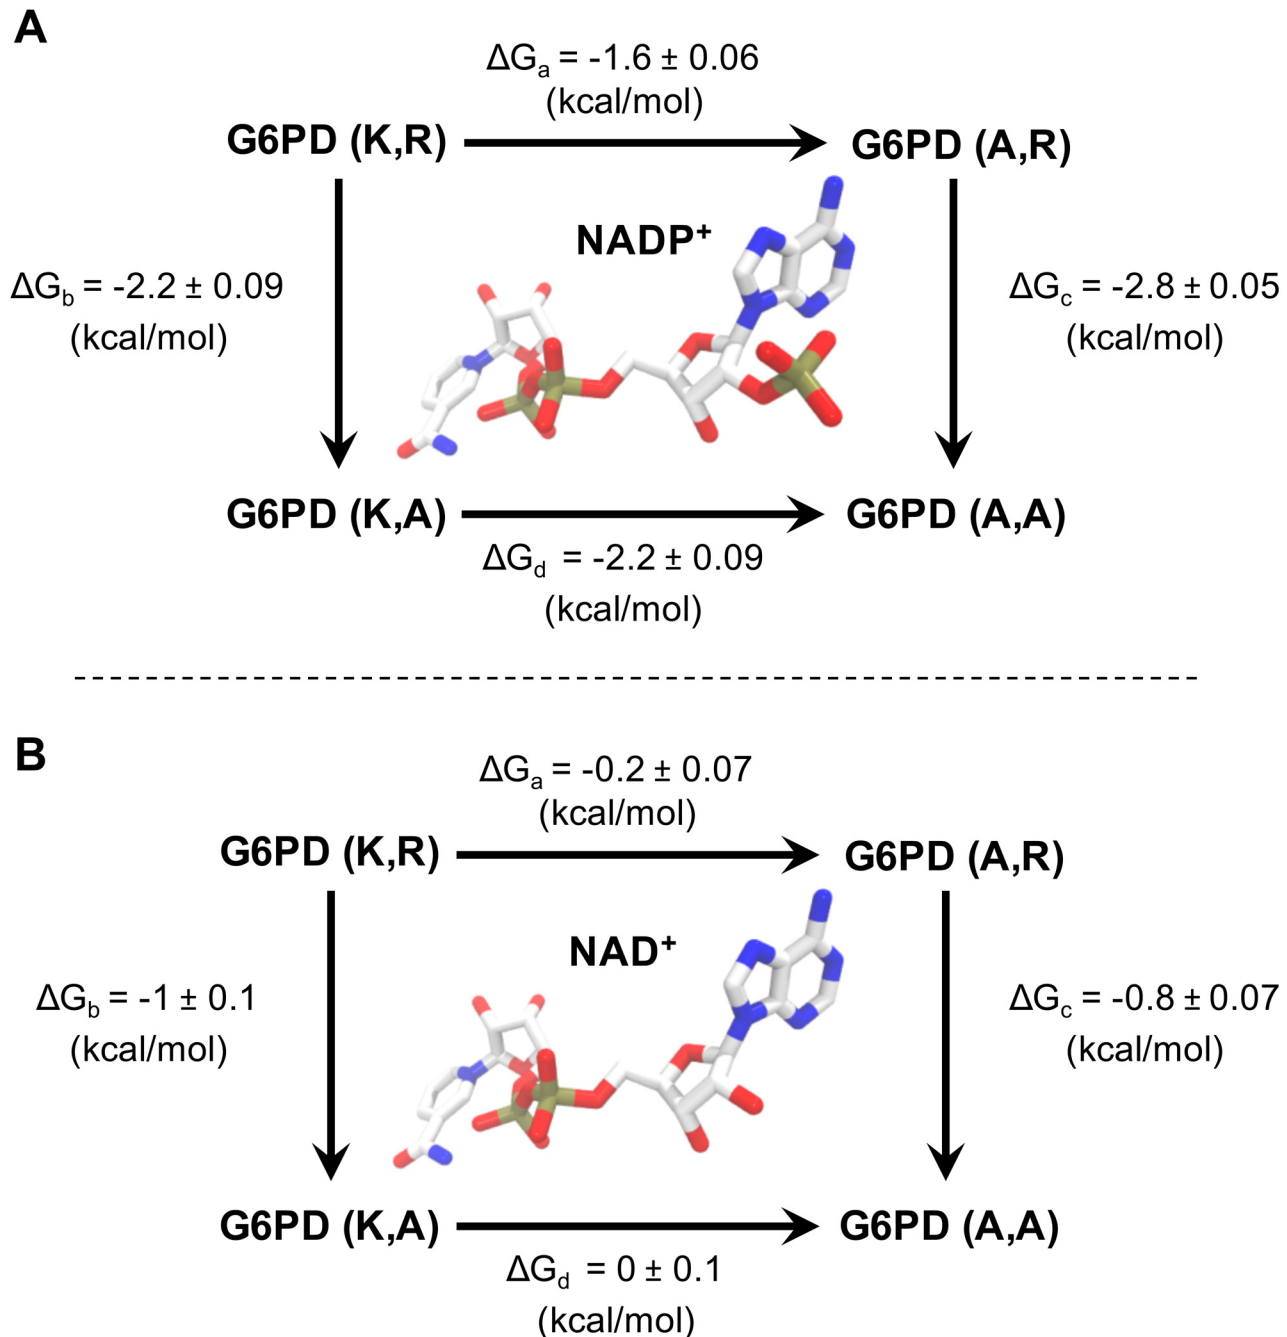 A
ΔGa = -1.6 ± 0.06
(kcal/mol)
G6PD (K,R)
G6PD (A,R)
NADP+
ΔGb = -2.2 ± 0.09
(kcal/mol)
ΔGc = -2.8 ± 0.05
(kcal/mol)
G6PD (K,A)
G6PD (A,A)
ΔGd = -2.2 ± 0.09
(kcal/mol)
B
ΔGa = -0.2 ± 0.07
(kcal/mol)
G6PD (K,R)
G6PD (A,R)
NAD+
ΔGb = -1 ± 0.1
(kcal/mol)
ΔGc = -0.8 ± 0.07
(kcal/mol)
G6PD (K,A)
G6PD (A,A)
ΔGd = 0 ± 0.1
(kcal/mol)